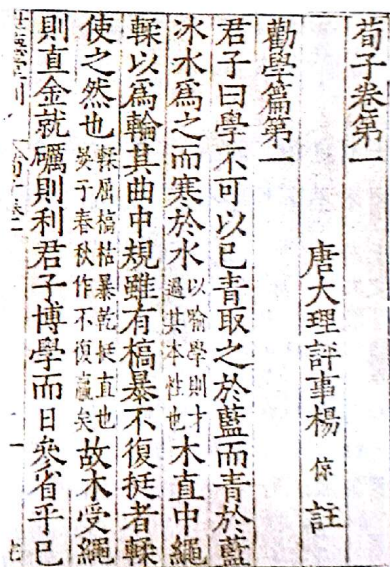 荀子卷第一
唐大理評事楊倞註
勸學篇第一
君子曰學不可以已青取之於藍而青於藍
冰水爲之而寒於水以喻學則才過其本性也木直中繩
輮以爲輪其曲中規雖有槁暴不復挺者輮
使之然也輮屈槁枯暴乾挺直也晏子春秋作不復贏矣故木受繩
則直金就礪則利君子博學而日參省乎己